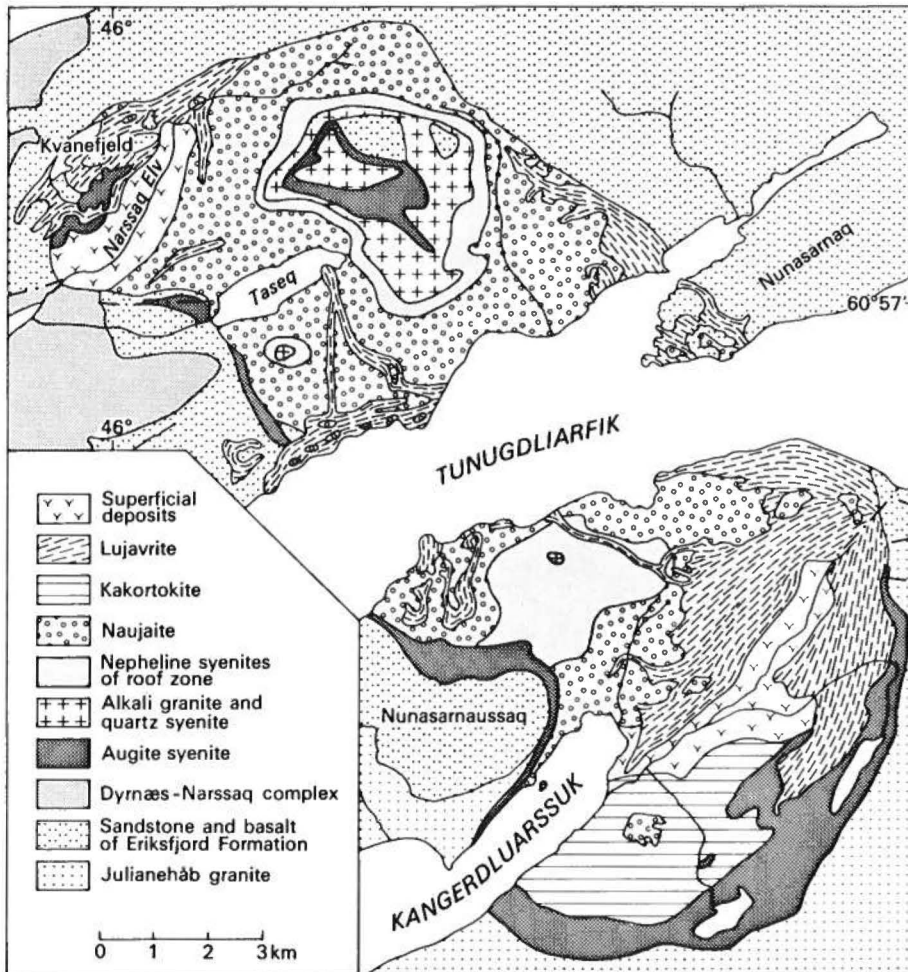 46°
Kvanefjeld
Narssaq Elv
Taseq
Nunasarnaq
60°57'
46°
TUNUGDLIARFIK
Superficial
deposits
Lujavrite
Kakortokite
Naujaite
Nepheline syenites
of roof zone
Alkali granite and
quartz syenite
Augite syenite
Dyrnæs-Narssaq complex
Sandstone and basalt
of Eriksfjord Formation
Julianehåb granite
0 1 2 3 km
Nunasarnaussaq
KANGERDLUARSSUK